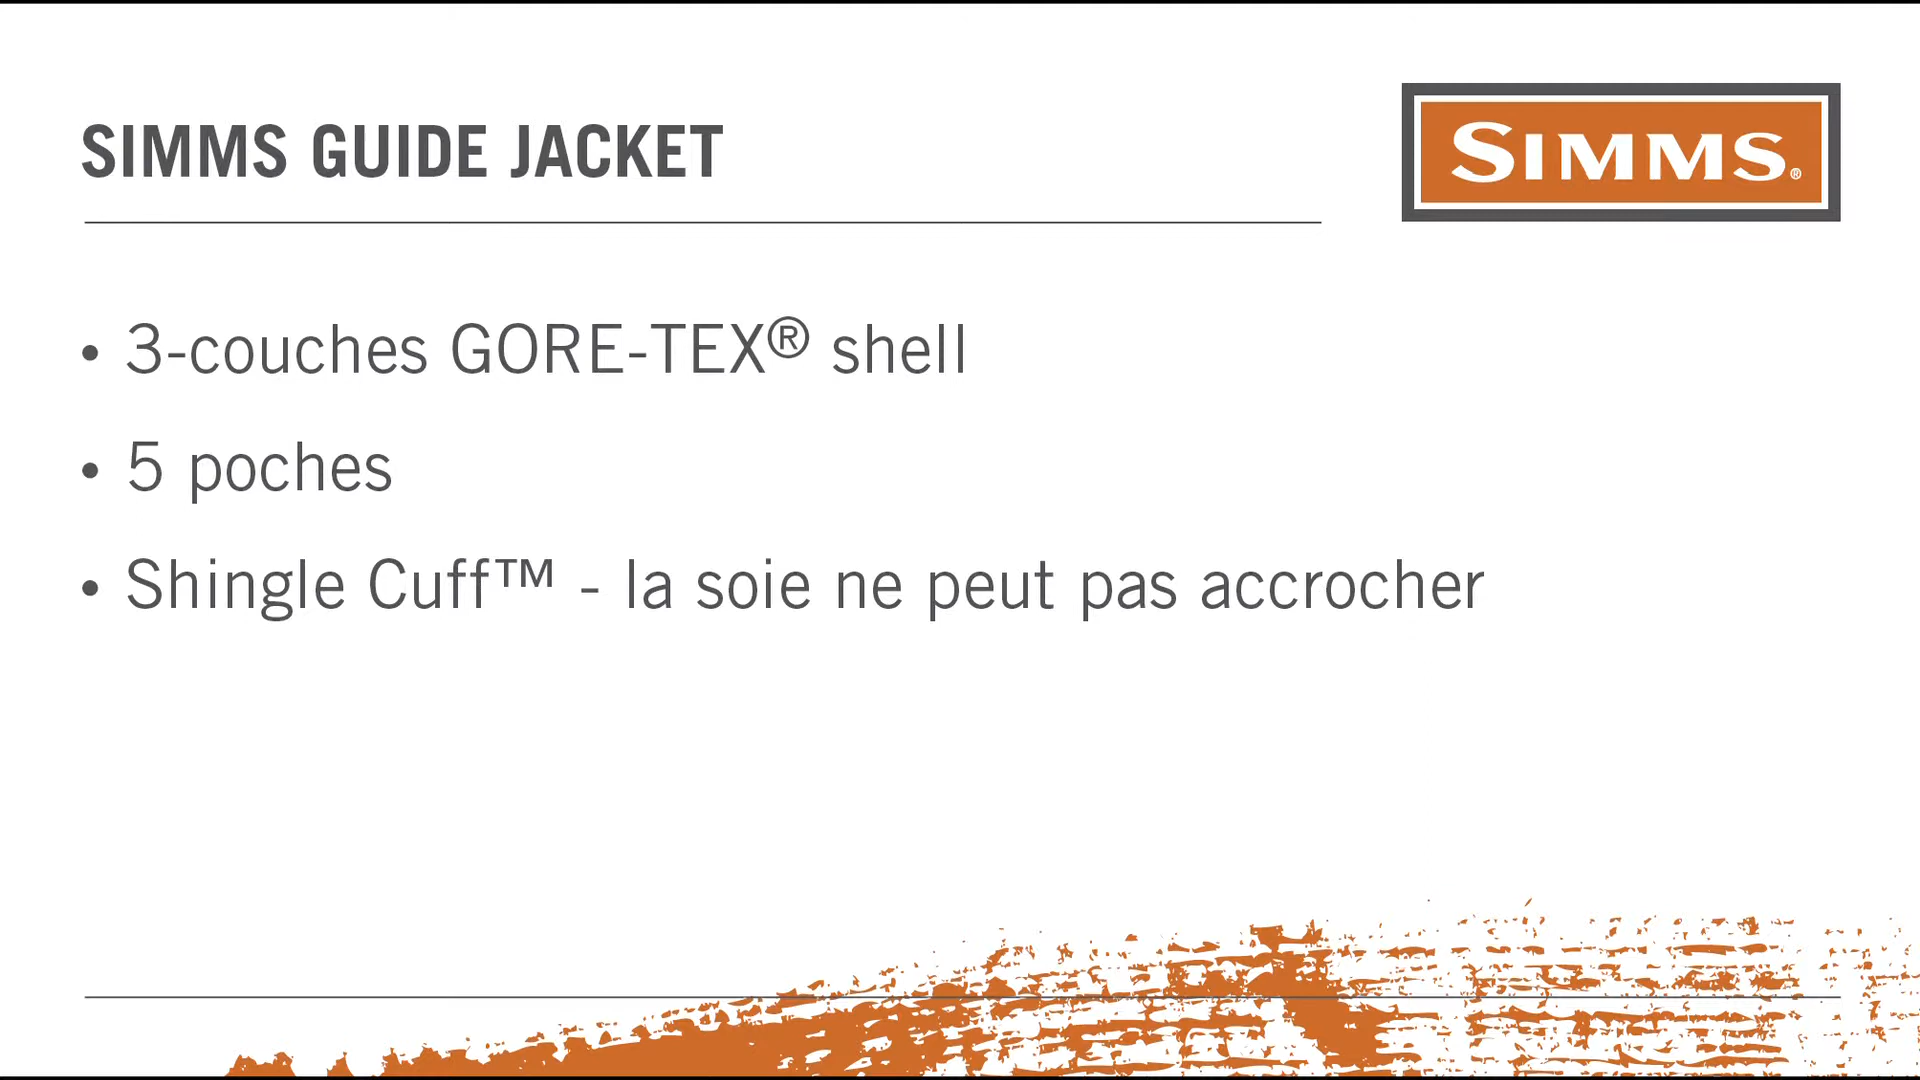 SIMMS GUIDE JACKET
SIMMS®
• 3-couches GORE-TEX® shell
• 5 poches
• Shingle Cuff™ - la soie ne peut pas accrocher